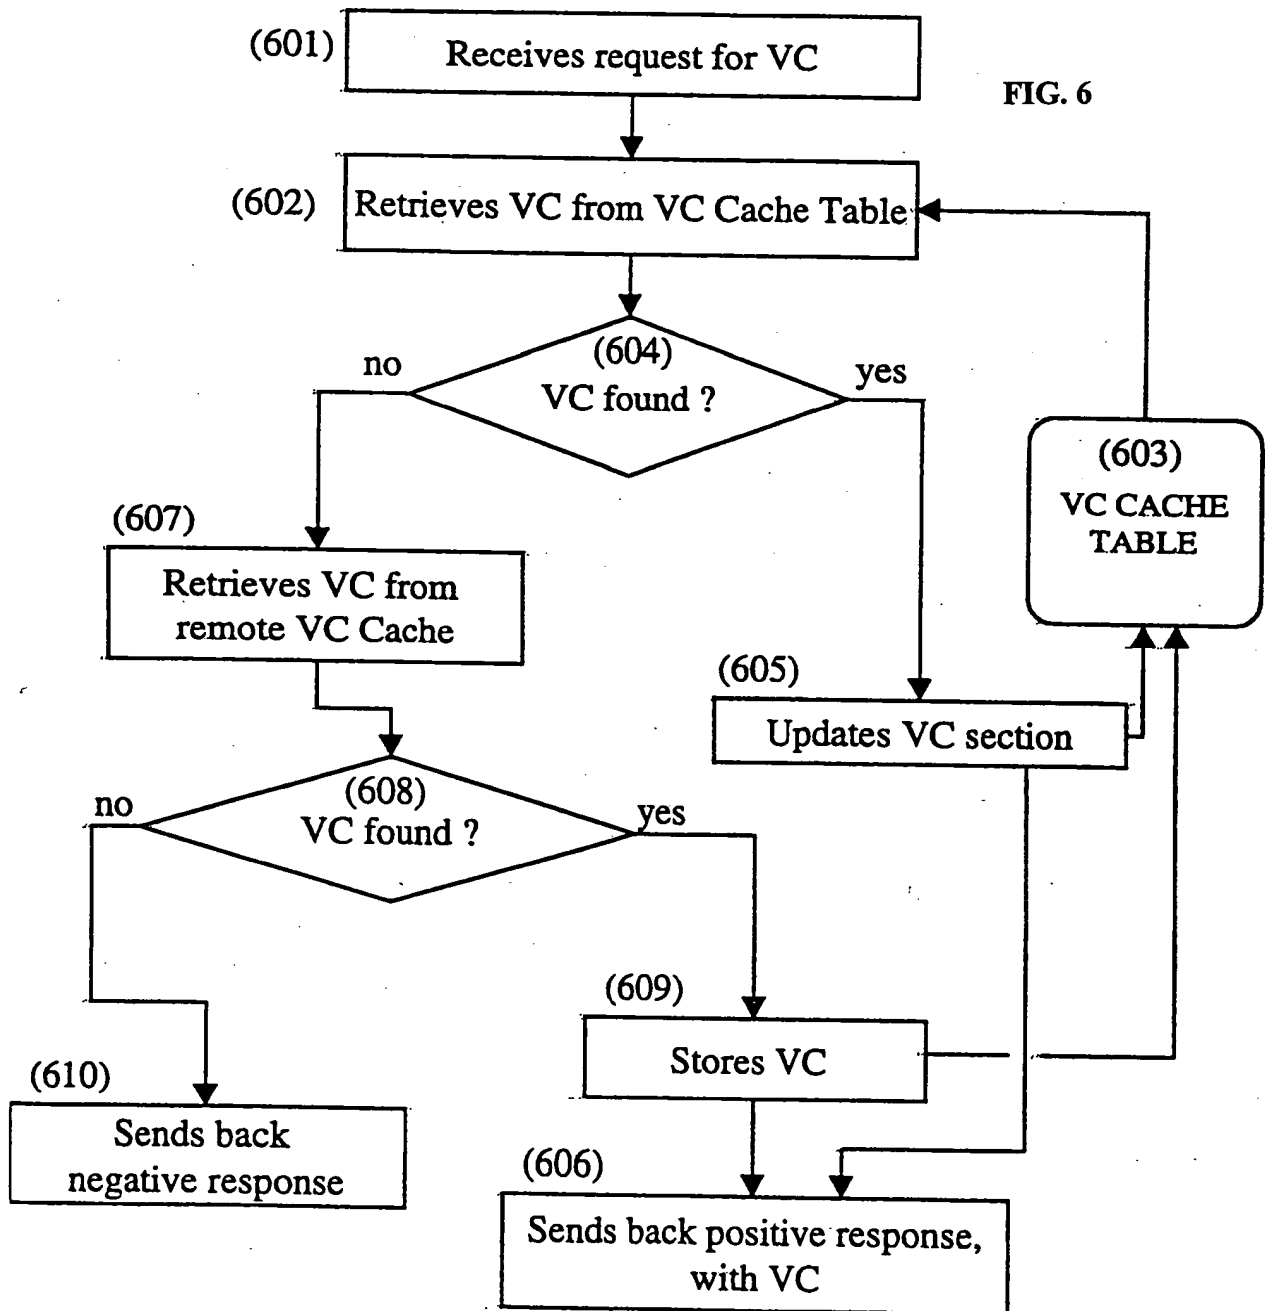 (601)
Receives request for VC
FIG. 6
(602)
Retrieves VC from VC Cache Table
(604)
VC found ?
no
yes
(603)
VC CACHE
TABLE
(607)
Retrieves VC from
remote VC Cache
(605)
Updates VC section
(608)
VC found ?
no
yes
(609)
Stores VC
(610)
Sends back
negative response
(606)
Sends back positive response,
with VC